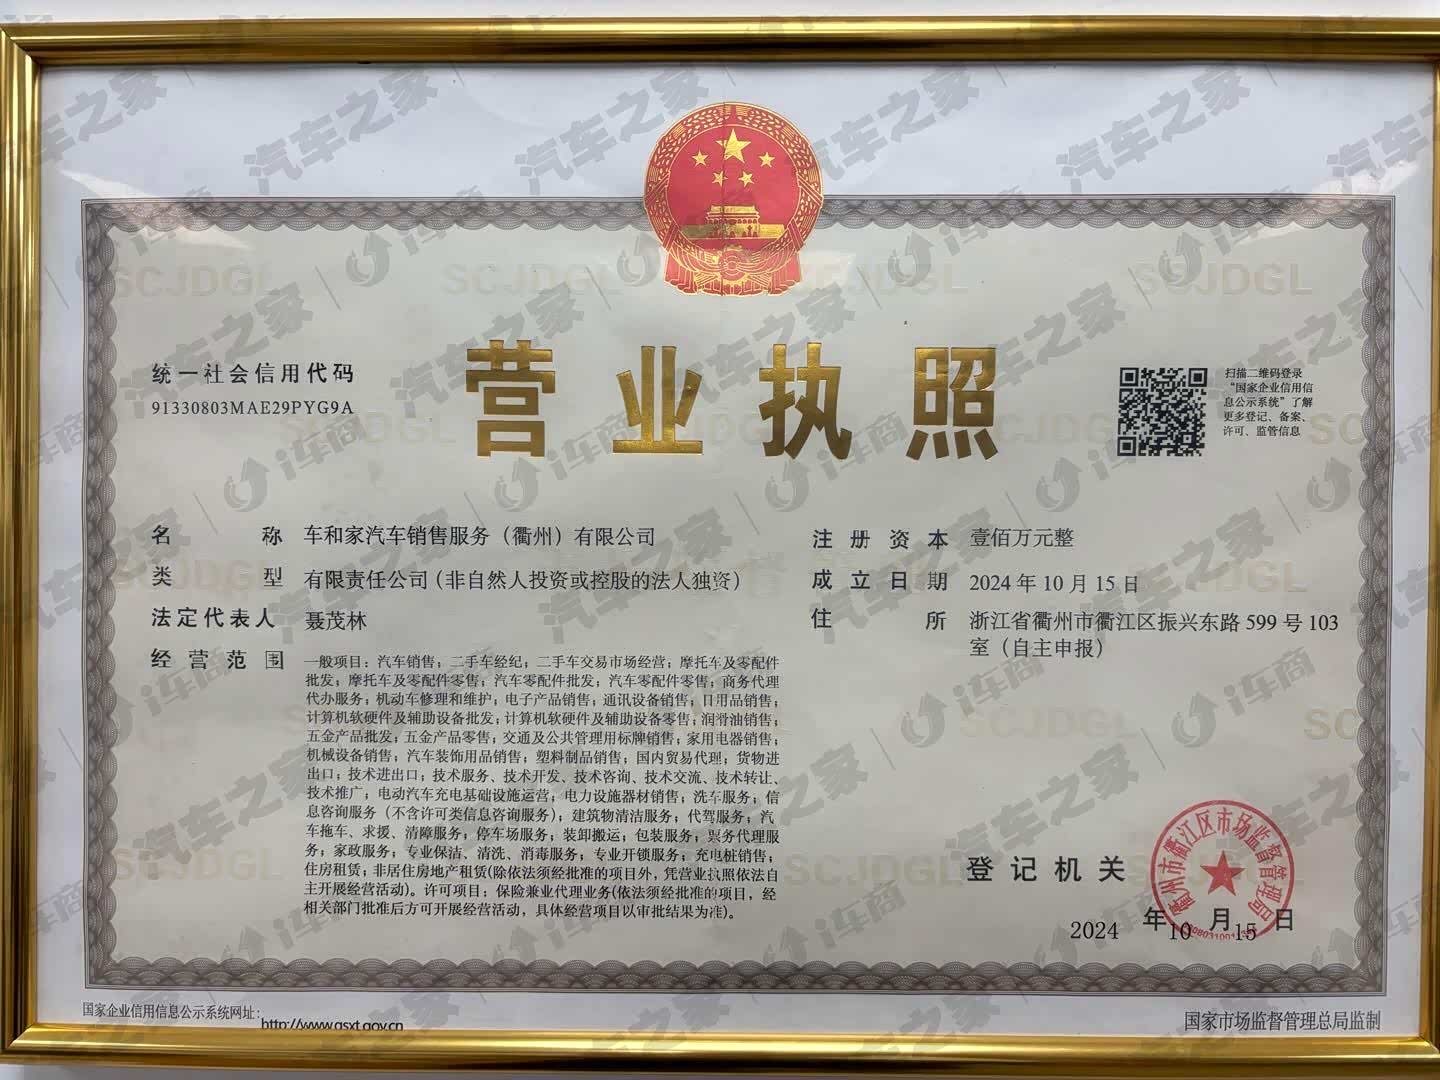 营业执照
统一社会信用代码
91330803MAE29PYG9A
扫描二维码登录
“国家企业信用信
息公示系统”了解
更多登记、备案、
许可、监管信息
名称 车和家汽车销售服务（衢州）有限公司
类型 有限责任公司（非自然人投资或控股的法人独资）
法定代表人 聂茂林
经营范围 一般项目：汽车销售；二手车经纪；二手车交易市场经营；摩托车及零配件
批发；摩托车及零配件零售；汽车零配件批发；汽车零配件零售；商务代理
代办服务；机动车修理和维护；电子产品销售；通讯设备销售；日用品销售；
计算机软硬件及辅助设备批发；计算机软硬件及辅助设备零售；润滑油销售；
五金产品批发；五金产品零售；交通及公共管理用标牌销售；家用电器销售；
机械设备销售；汽车装饰用品销售；塑料制品销售；国内贸易代理；货物进
出口；技术进出口；技术服务、技术开发、技术咨询、技术交流、技术转让、
技术推广；电动汽车充电基础设施运营；电力设施器材销售；洗车服务；信
息咨询服务（不含许可类信息咨询服务）；建筑物清洁服务；代驾服务；汽
车拖车、求援、清障服务；停车场服务；装卸搬运；包装服务；票务代理服
务；家政服务；专业保洁、清洗、消毒服务；专业开锁服务；充电桩销售；
住房租赁；非居住房地产租赁(除依法须经批准的项目外，凭营业执照依法自
主开展经营活动)。许可项目：保险兼业代理业务(依法须经批准的项目，经
相关部门批准后方可开展经营活动，具体经营项目以审批结果为准)。
注册资本 壹佰万元整
成立日期 2024年10月15日
住所 浙江省衢州市衢江区振兴东路599号103
室（自主申报）
登记机关
衢州市衢江区市场监督管理局
2024年10月15日
国家企业信用信息公示系统网址：http://www.gsxt.gov.cn
国家市场监督管理总局监制
SCJDGL
汽车之家
i车商